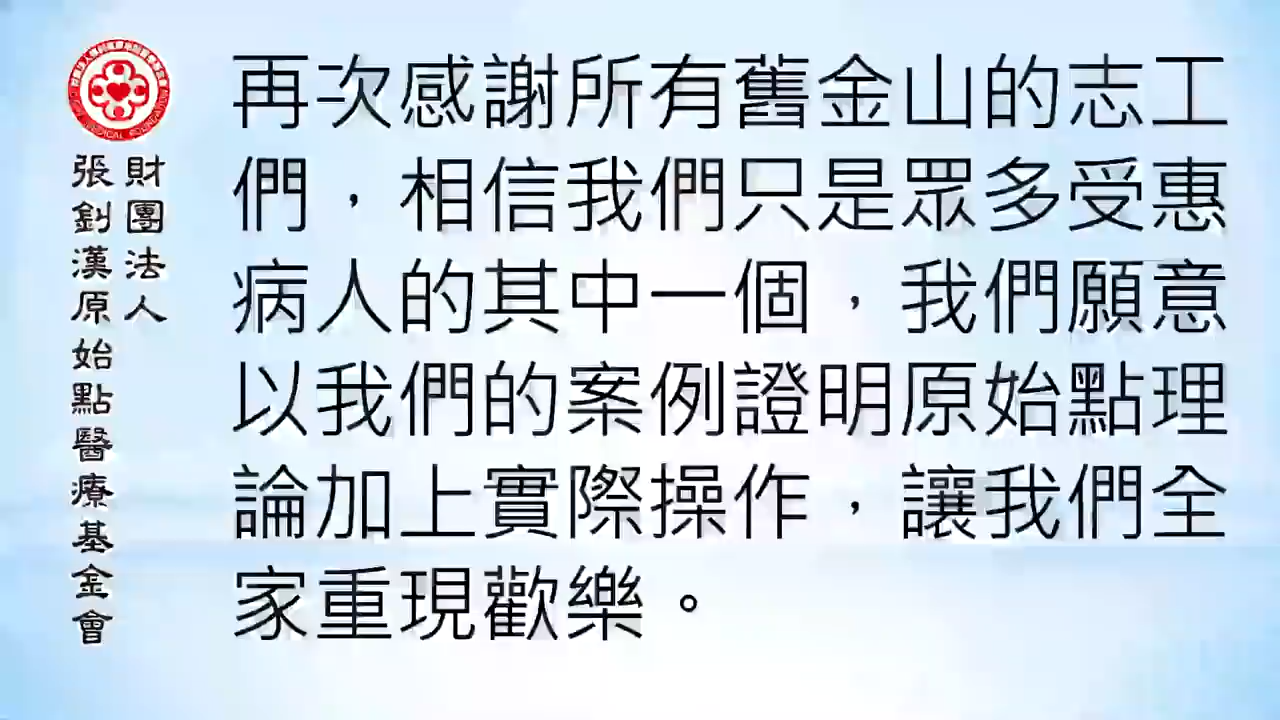 再次感謝所有舊金山的志工
們，相信我們只是眾多受惠
病人的其中一個，我們願意
以我們的案例證明原始點理
論加上實際操作，讓我們全
家重現歡樂。
財團法人
張釗漢原始點醫療基金會